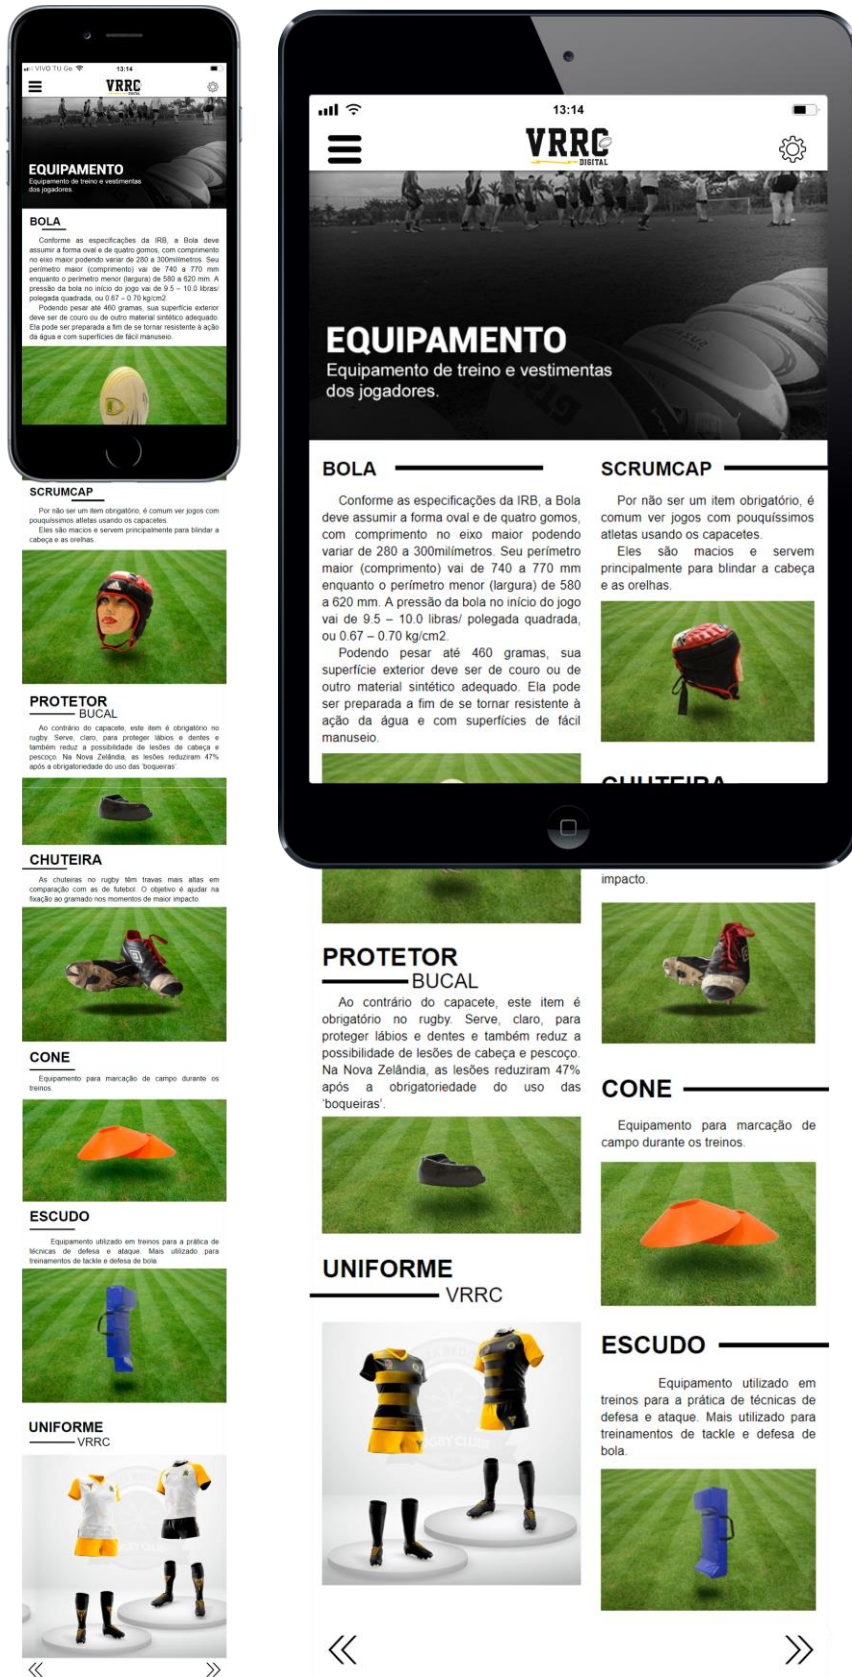 VIVO TU Ge
13:14
VRRC
DIGITAL
EQUIPAMENTO
Equipamento de treino e vestimentas
dos jogadores.
BOLA
Conforme as especificações da IRB, a Bola deve
assumir a forma oval e de quatro gomos, com comprimento
no eixo maior podendo variar de 280 a 300milímetros. Seu
perímetro maior (comprimento) vai de 740 a 770 mm
enquanto o perímetro menor (largura) de 580 a 620 mm. A
pressão da bola no início do jogo vai de 9.5 – 10.0 libras/
polegada quadrada, ou 0.67 – 0.70 kg/cm2
Podendo pesar até 460 gramas, sua superfície exterior
deve ser de couro ou de outro material sintético adequado.
Ela pode ser preparada a fim de se tornar resistente à ação
da água e com superfícies de fácil manuseio.
SCRUMCAP
Por não ser um item obrigatório, é comum ver jogos com
pouquíssimos atletas usando os capacetes.
Eles são macios e servem principalmente para blindar a
cabeça e as orelhas.
PROTETOR
BUCAL
Ao contrário do capacete, este item é obrigatório no
rugby. Serve, claro, para proteger lábios e dentes e
também reduz a possibilidade de lesões de cabeça e
pescoço. Na Nova Zelândia, as lesões reduziram 47%
após a obrigatoriedade do uso das 'boqueiras'.
CHUTEIRA
As chuteiras no rugby têm travas mais altas em
comparação com as de futebol. O objetivo é ajudar na
fixação ao gramado nos momentos de maior impacto
CONE
Equipamento para marcação de campo durante os
treinos.
ESCUDO
Equipamento utilizado em treinos para a prática de
técnicas de defesa e ataque. Mais utilizado para
treinamentos de tackle e defesa de bola.
UNIFORME
VRRC
13:14
VRRC
DIGITAL
EQUIPAMENTO
Equipamento de treino e vestimentas
dos jogadores.
BOLA
Conforme as especificações da IRB, a Bola
deve assumir a forma oval e de quatro gomos,
com comprimento no eixo maior podendo
variar de 280 a 300milímetros. Seu perímetro
maior (comprimento) vai de 740 a 770 mm
enquanto o perímetro menor (largura) de 580
a 620 mm. A pressão da bola no início do jogo
vai de 9.5 – 10.0 libras/ polegada quadrada,
ou 0.67 – 0.70 kg/cm2.
Podendo pesar até 460 gramas, sua
superfície exterior deve ser de couro ou de
outro material sintético adequado. Ela pode
ser preparada a fim de se tornar resistente à
ação da água e com superfícies de fácil
manuseio.
PROTETOR
BUCAL
Ao contrário do capacete, este item é
obrigatório no rugby. Serve, claro, para
proteger lábios e dentes e também reduz a
possibilidade de lesões de cabeça e pescoço.
Na Nova Zelândia, as lesões reduziram 47%
após a obrigatoriedade do uso das
'boqueiras'.
UNIFORME
VRRC
SCRUMCAP
Por não ser um item obrigatório, é
comum ver jogos com pouquíssimos
atletas usando os capacetes.
Eles são macios e servem
principalmente para blindar a cabeça
e as orelhas.
CHUTEIRA
impacto.
CONE
Equipamento para marcação de
campo durante os treinos.
ESCUDO
Equipamento utilizado em
treinos para a prática de técnicas de
defesa e ataque. Mais utilizado para
treinamentos de tackle e defesa de
bola.